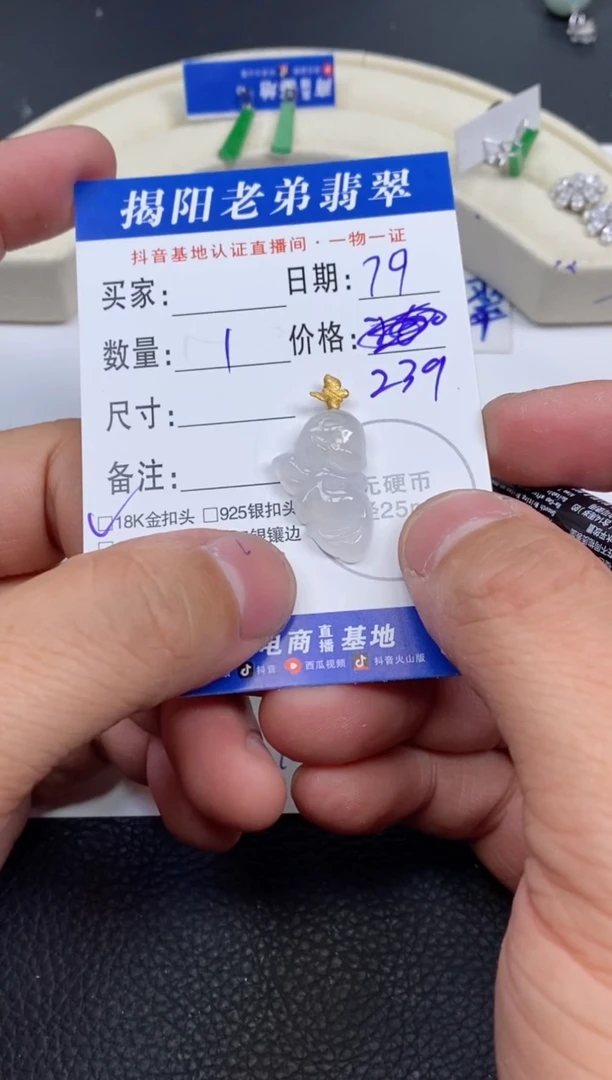 揭阳老弟翡翠
抖音基地认证直播间·一物一证
买家: 日期: 79
数量: 1 价格:
239
尺寸:
备注:
元硬币
✓□18K金扣头 □925银扣头
银镶边
电商直播基地
抖音 西瓜视频 抖音火山版